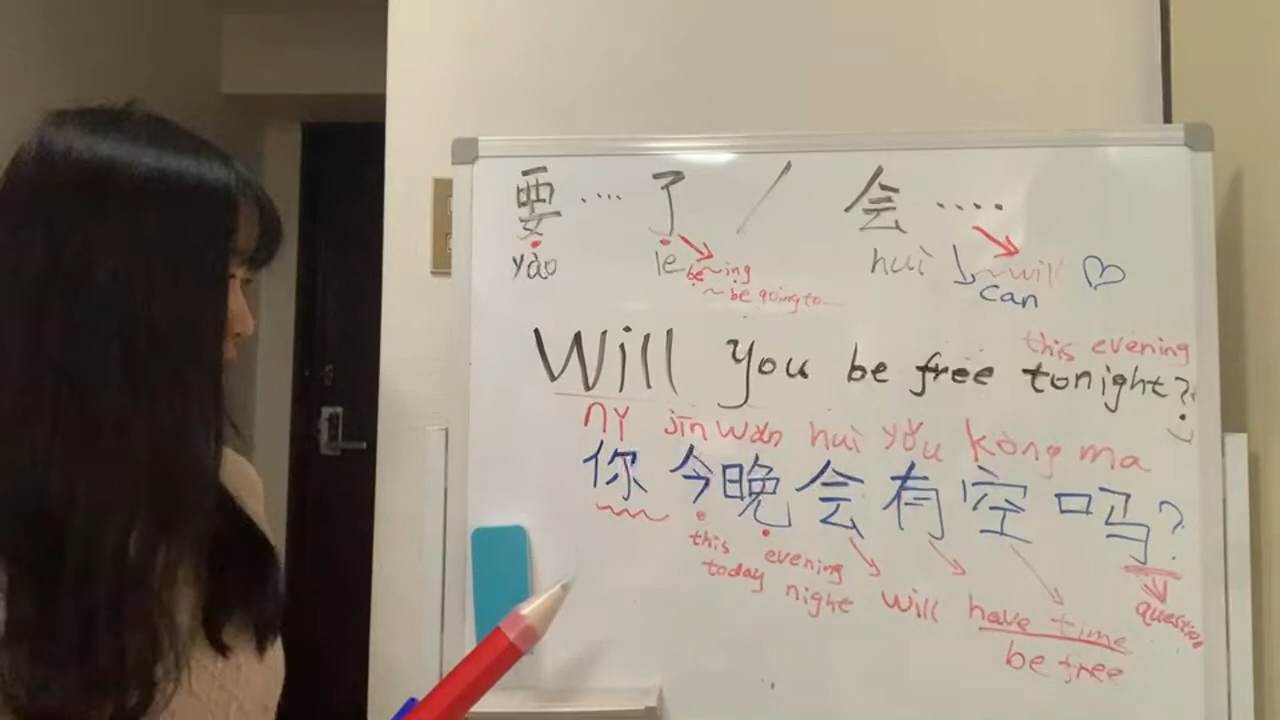 要 .... 了 / 会 ....
yào le be~ing huì ~will
~be going to can
this evening
Will you be free tonight?
nǐ jīn wǎn huì yǒu kòng ma
你 今晚 会 有 空 吗?
this evening
today night will have time question
be free